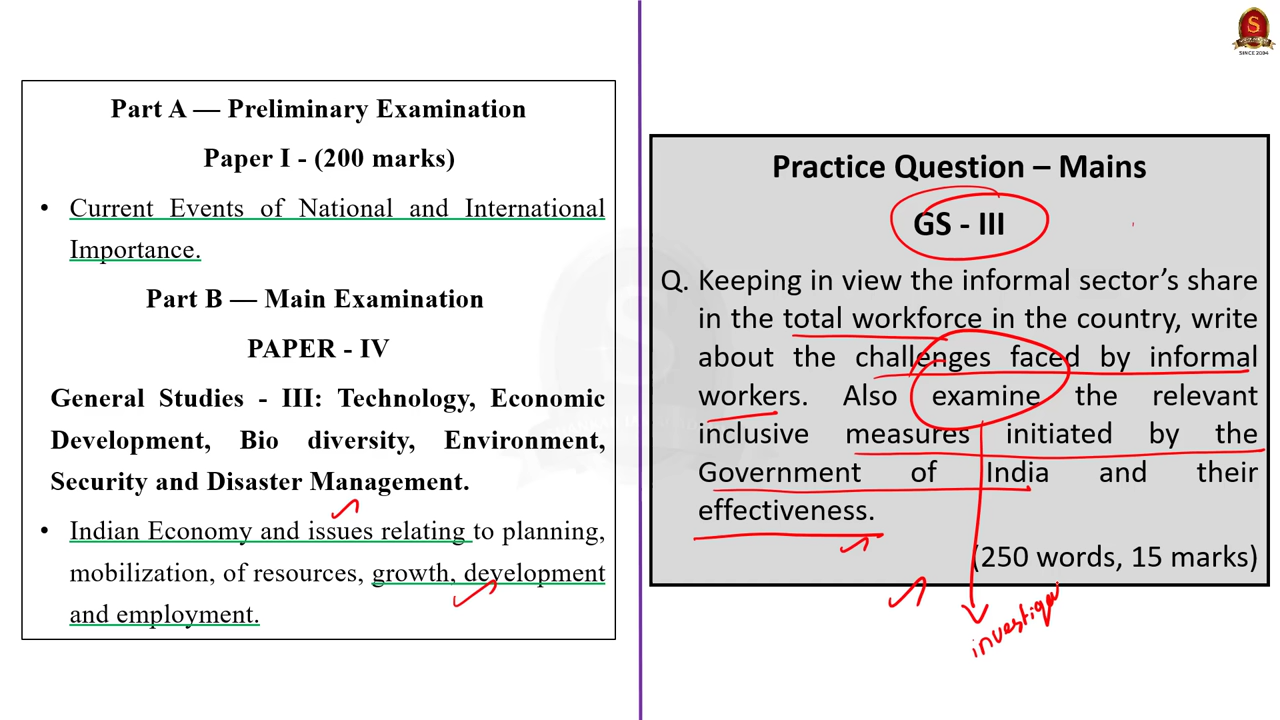 Part A — Preliminary Examination
Paper I - (200 marks)
• Current Events of National and International
Importance.
Part B — Main Examination
PAPER - IV
General Studies - III: Technology, Economic
Development, Bio diversity, Environment,
Security and Disaster Management.
• Indian Economy and issues relating to planning,
mobilization, of resources, growth, development
and employment.
S
SINCE 2004
Practice Question – Mains
GS - III
Q. Keeping in view the informal sector's share
in the total workforce in the country, write
about the challenges faced by informal
workers. Also examine the relevant
inclusive measures initiated by the
Government of India and their
effectiveness.
(250 words, 15 marks)